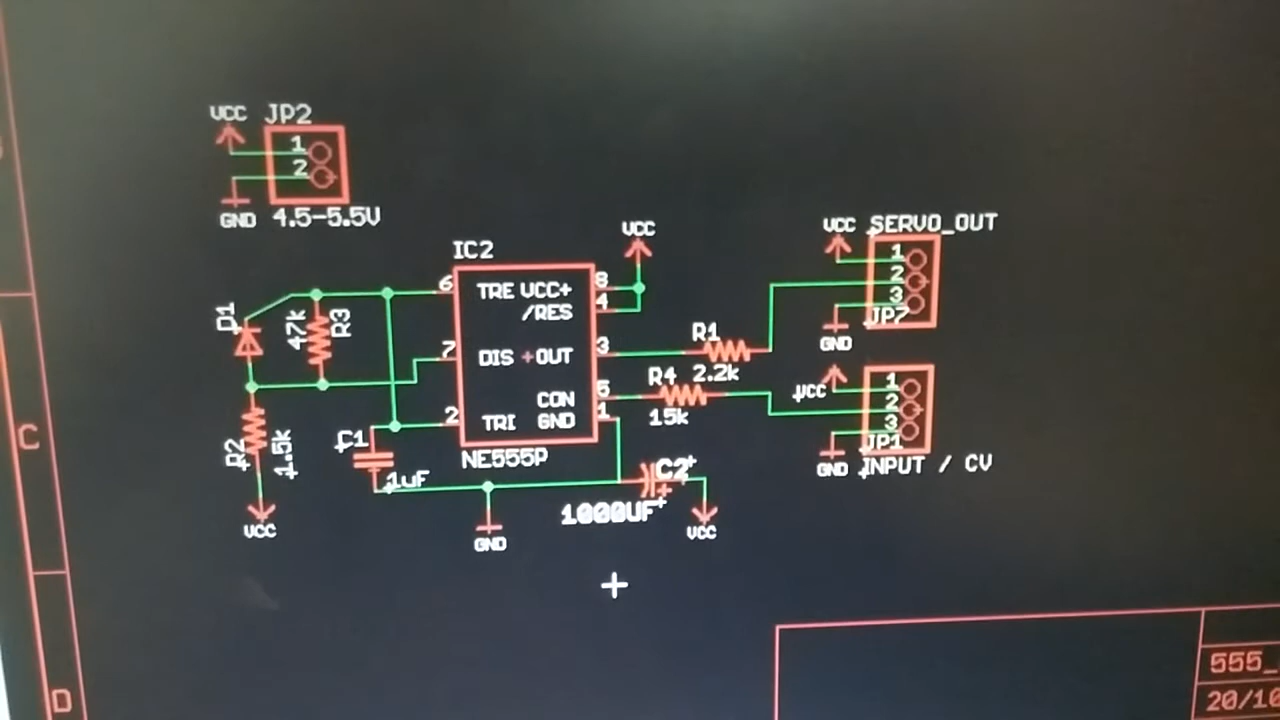 VCC JP2
1
2
GND 4.5-5.5V
VCC
VCC SERVO_OUT
IC2
1
2
3
JP7
GND
6
8
TRE VCC+
4
/RES
D1
47k
R3
7
DIS +OUT
3
R1
2.2k
R4
15k
5
CON
1
2
TRI GND
NE555P
VCC
1
2
3
JP1
GND INPUT / CV
R2
1.5k
C1
1uF
C2
1000UF
VCC
GND
VCC
C
D
555_
20/10